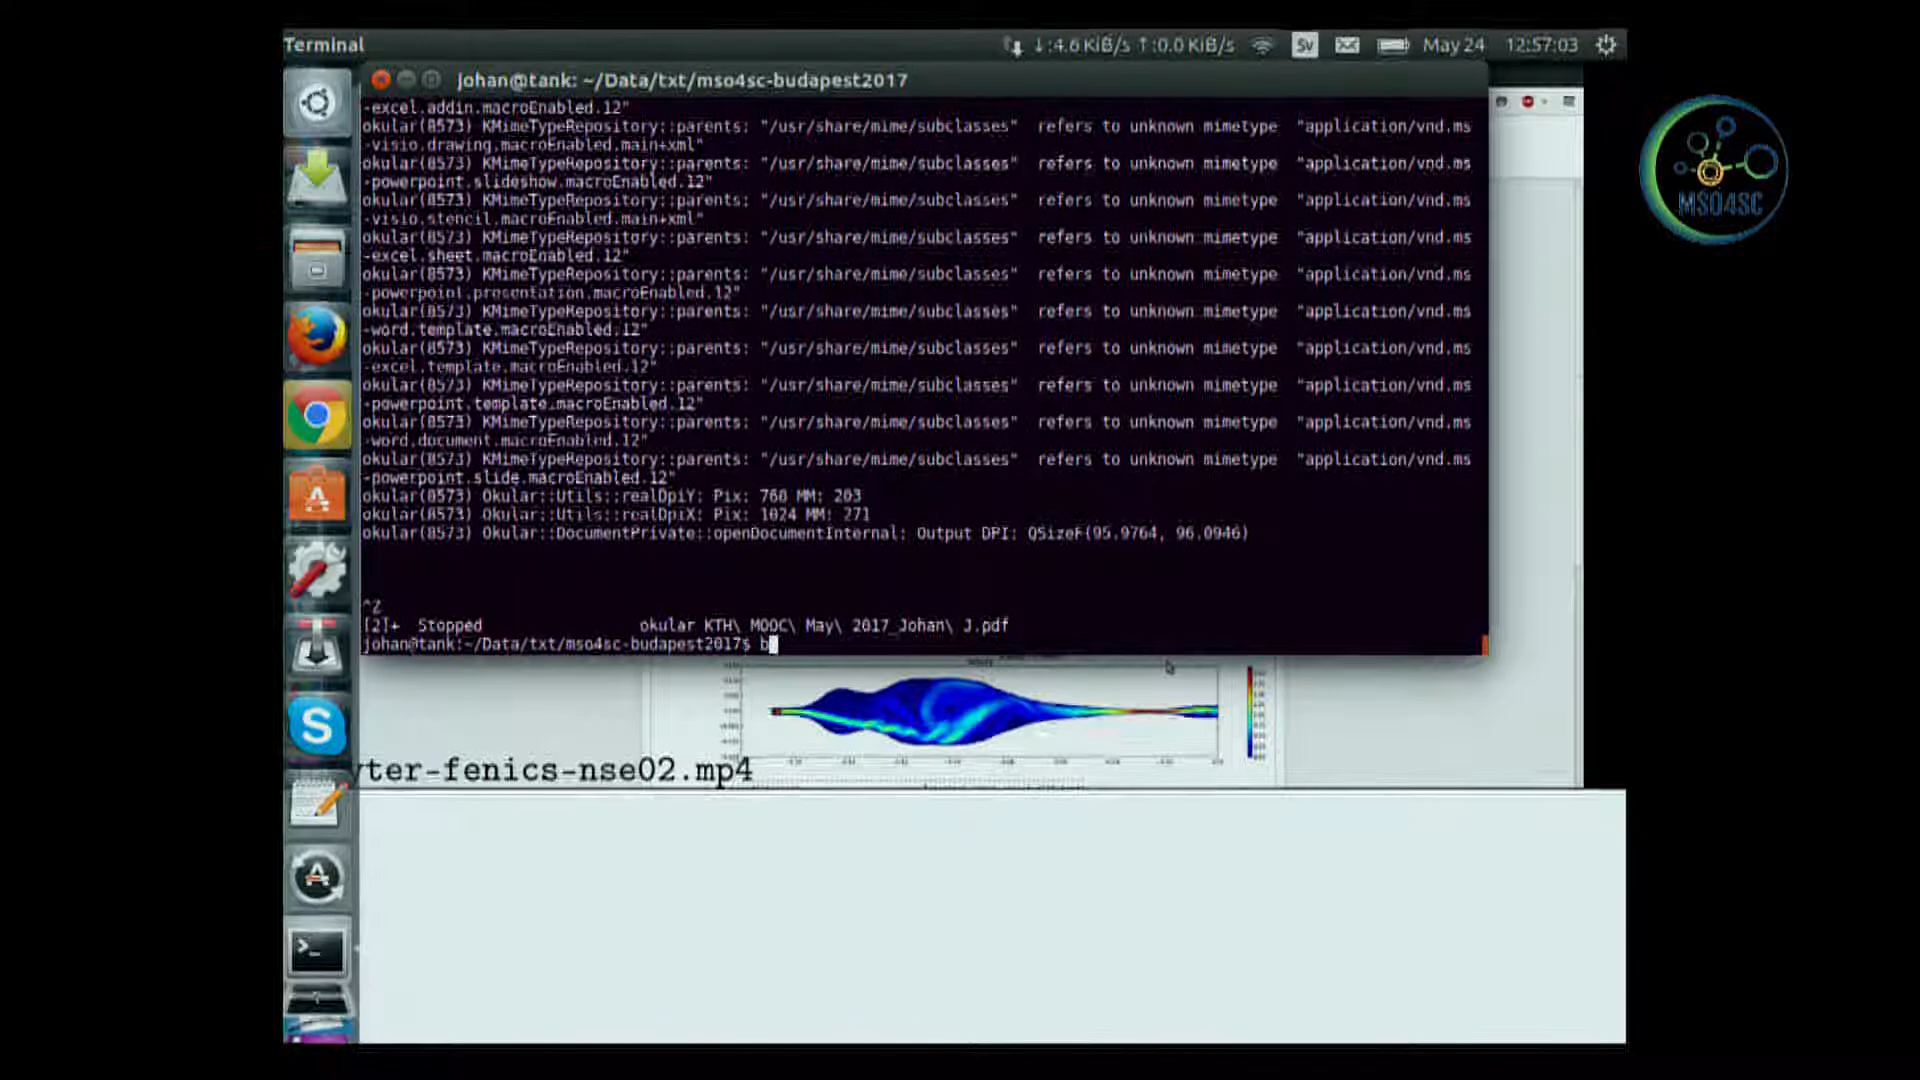 Terminal
↓:4.6 KiB/s ↑:0.0 KiB/s Sv May 24 12:57:03
johan@tank: ~/Data/txt/mso4sc-budapest2017
-excel.addin.macroEnabled.12"
okular(8573) KMimeTypeRepository::parents: "/usr/share/mime/subclasses" refers to unknown mimetype "application/vnd.ms
-visio.drawing.macroEnabled.main+xml"
okular(8573) KMimeTypeRepository::parents: "/usr/share/mime/subclasses" refers to unknown mimetype "application/vnd.ms
-powerpoint.slideshow.macroEnabled.12"
okular(8573) KMimeTypeRepository::parents: "/usr/share/mime/subclasses" refers to unknown mimetype "application/vnd.ms
-visio.stencil.macroEnabled.main+xml"
okular(8573) KMimeTypeRepository::parents: "/usr/share/mime/subclasses" refers to unknown mimetype "application/vnd.ms
-excel.sheet.macroEnabled.12"
okular(8573) KMimeTypeRepository::parents: "/usr/share/mime/subclasses" refers to unknown mimetype "application/vnd.ms
-powerpoint.presentation.macroEnabled.12"
okular(8573) KMimeTypeRepository::parents: "/usr/share/mime/subclasses" refers to unknown mimetype "application/vnd.ms
-word.template.macroEnabled.12"
okular(8573) KMimeTypeRepository::parents: "/usr/share/mime/subclasses" refers to unknown mimetype "application/vnd.ms
-excel.template.macroEnabled.12"
okular(8573) KMimeTypeRepository::parents: "/usr/share/mime/subclasses" refers to unknown mimetype "application/vnd.ms
-powerpoint.template.macroEnabled.12"
okular(8573) KMimeTypeRepository::parents: "/usr/share/mime/subclasses" refers to unknown mimetype "application/vnd.ms
-word.document.macroEnabled.12"
okular(8573) KMimeTypeRepository::parents: "/usr/share/mime/subclasses" refers to unknown mimetype "application/vnd.ms
-powerpoint.slide.macroEnabled.12"
okular(8573) Okular::Utils::realDpiY: Pix: 768 MM: 203
okular(8573) Okular::Utils::realDpiX: Pix: 1024 MM: 271
okular(8573) Okular::DocumentPrivate::openDocumentInternal: Output DPI: QSizeF(95.9764, 96.0946)
^Z
[2]+ Stopped okular KTH\ MOOC\ May\ 2017_Johan\ J.pdf
johan@tank:~/Data/txt/mso4sc-budapest2017$ b
yter-fenics-nse02.mp4
MSO4SC